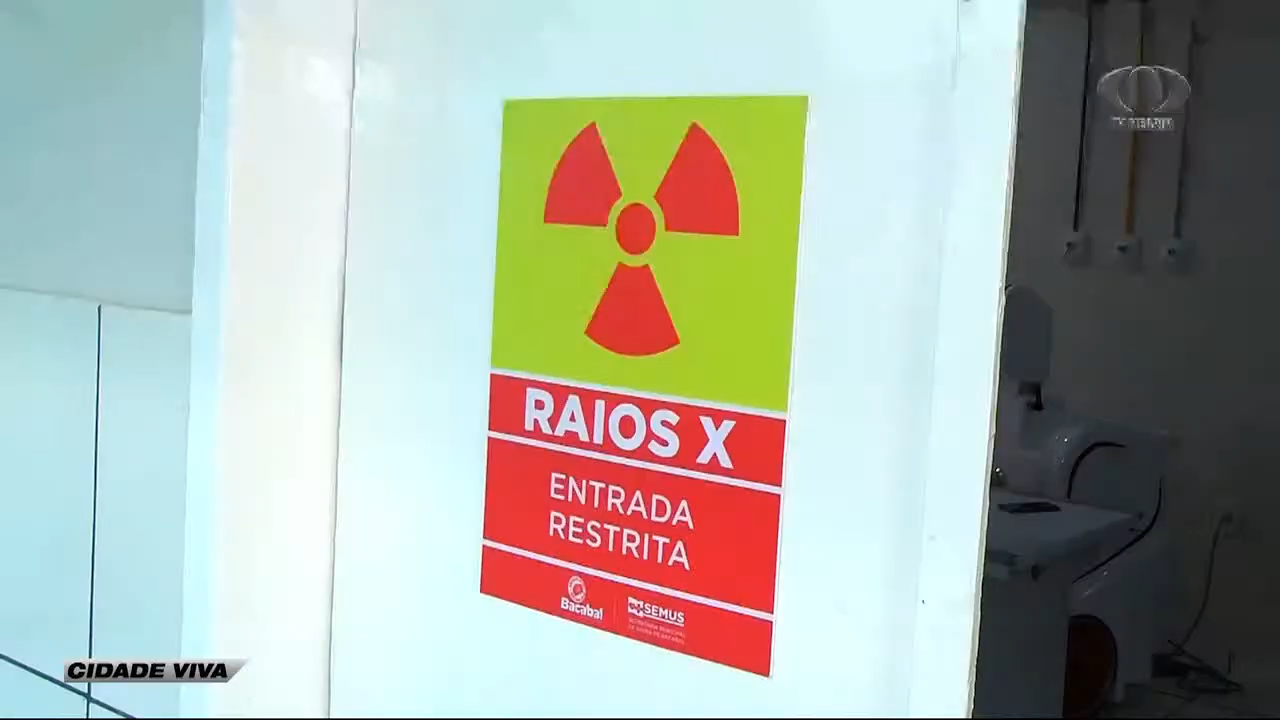 RAIOS X
ENTRADA
RESTRITA
Bacabal
SEMUS
CIDADE VIVA